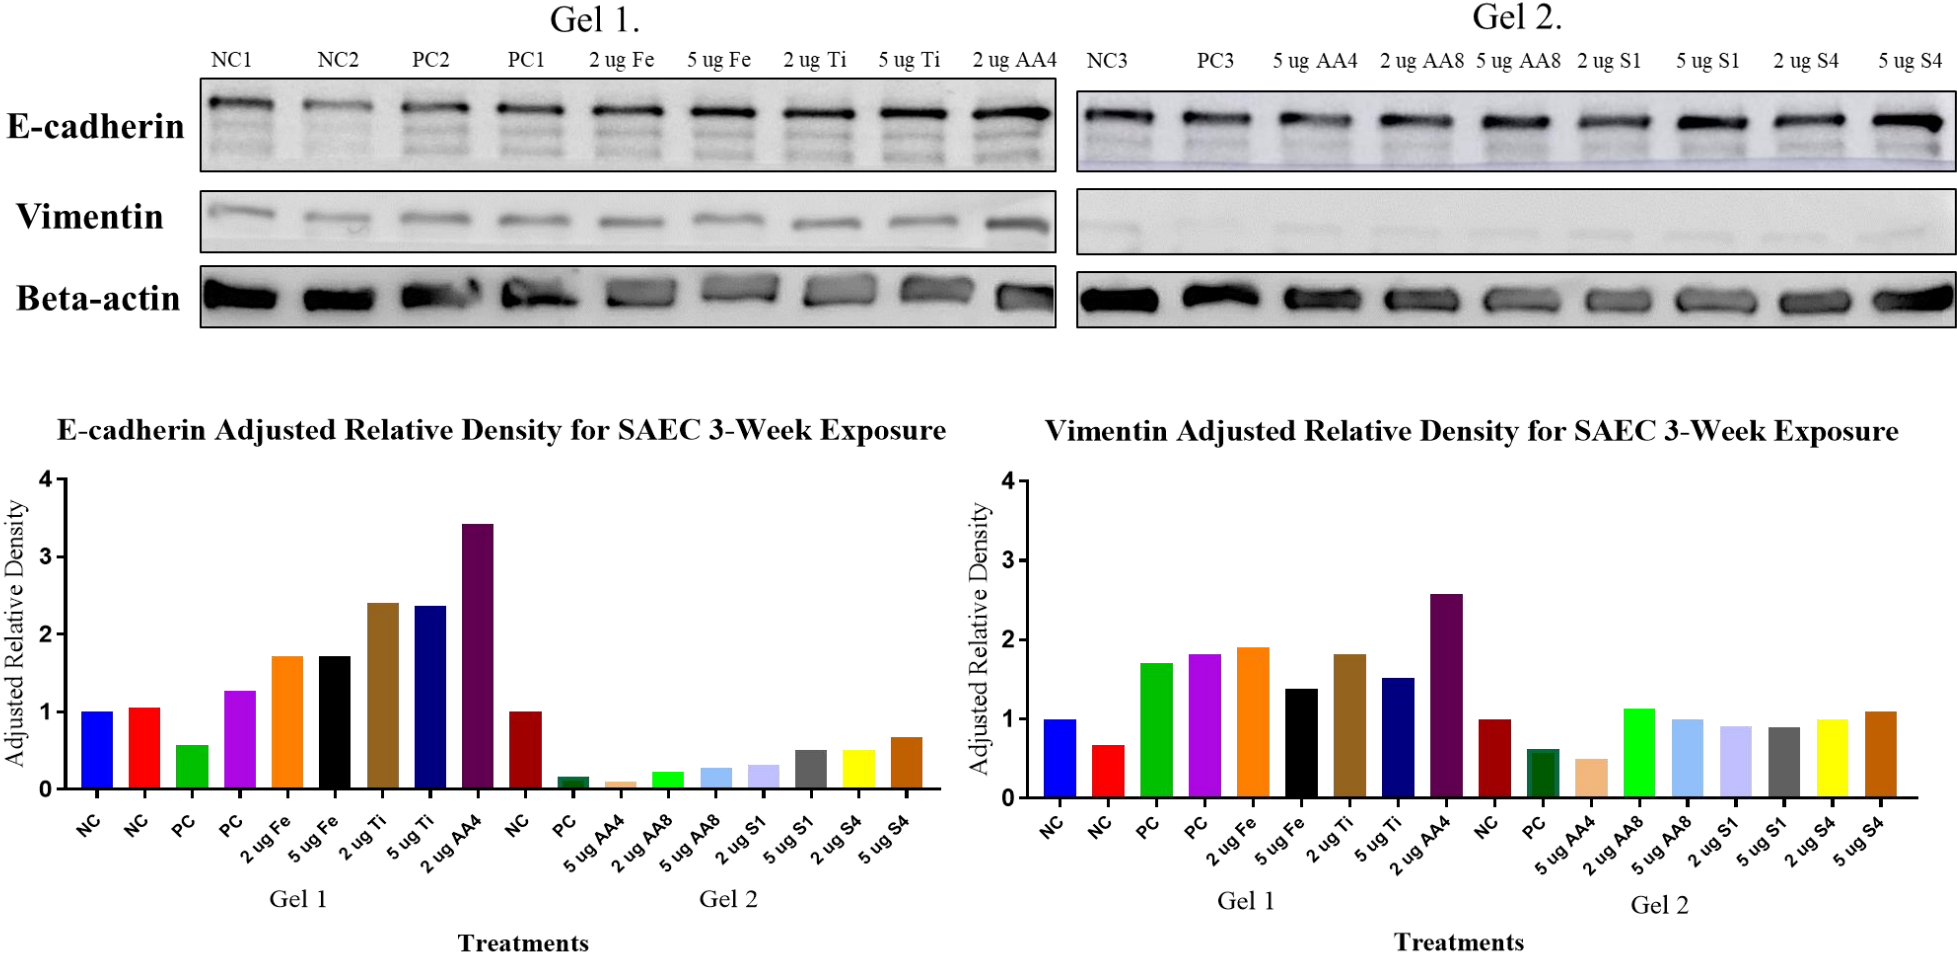 Gel 1.
Gel 2.
NC1 NC2 PC2 PC1 2 ug Fe 5 ug Fe 2 ug Ti 5 ug Ti 2 ug AA4
NC3 PC3 5 ug AA4 2 ug AA8 5 ug AA8 2 ug S1 5 ug S1 2 ug S4 5 ug S4
E-cadherin
Vimentin
Beta-actin
E-cadherin Adjusted Relative Density for SAEC 3-Week Exposure
Adjusted Relative Density
4
3
2
1
0
NC NC PC PC 2 ug Fe 5 ug Fe 2 ug Ti 5 ug Ti 2 ug AA4 NC PC 5 ug AA4 2 ug AA8 5 ug AA8 2 ug S1 5 ug S1 2 ug S4 5 ug S4
Gel 1 Gel 2
Treatments
Vimentin Adjusted Relative Density for SAEC 3-Week Exposure
Adjusted Relative Density
4
3
2
1
0
NC NC PC PC 2 ug Fe 5 ug Fe 2 ug Ti 5 ug Ti 2 ug AA4 NC PC 5 ug AA4 2 ug AA8 5 ug AA8 2 ug S1 5 ug S1 2 ug S4 5 ug S4
Gel 1 Gel 2
Treatments